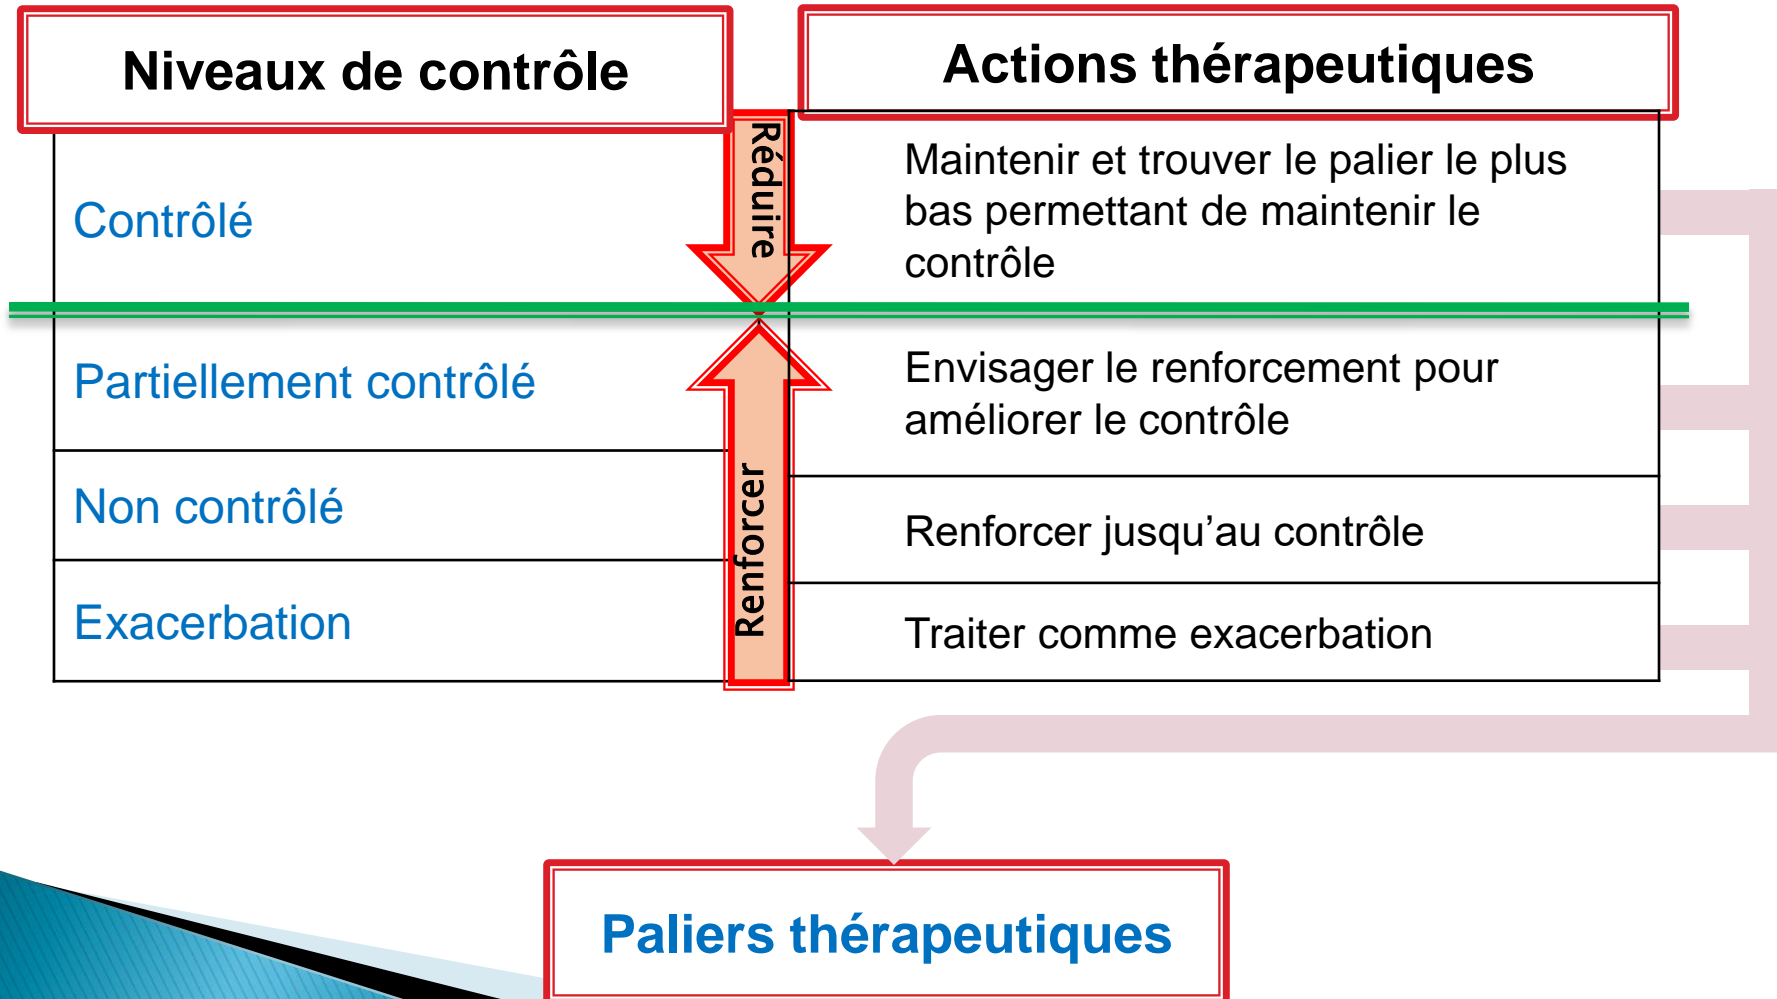 Niveaux de contrôle
Actions thérapeutiques
Réduire
Contrôlé
Maintenir et trouver le palier le plus
bas permettant de maintenir le
contrôle
Partiellement contrôlé
Envisager le renforcement pour
améliorer le contrôle
Renforcer
Non contrôlé
Renforcer jusqu’au contrôle
Exacerbation
Traiter comme exacerbation
Paliers thérapeutiques